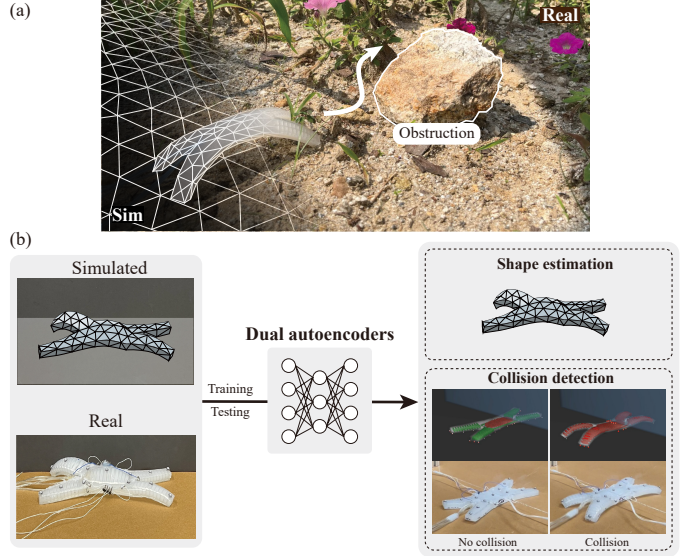 (a)
Real
Obstruction
Sim
(b)
Simulated
Real
Dual autoencoders
Training
Testing
Shape estimation
Collision detection
No collision
Collision